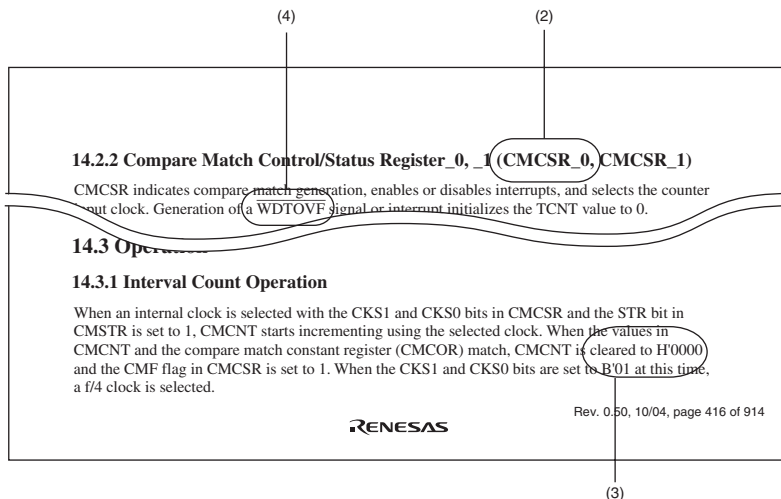 (4)
(2)
14.2.2 Compare Match Control/Status Register_0, _1 (CMCSR_0, CMCSR_1)
CMCSR indicates compare match generation, enables or disables interrupts, and selects the counter
input clock. Generation of a WDTOVF signal or interrupt initializes the TCNT value to 0.
14.3 Operation
14.3.1 Interval Count Operation
When an internal clock is selected with the CKS1 and CKS0 bits in CMCSR and the STR bit in
CMSTR is set to 1, CMCNT starts incrementing using the selected clock. When the values in
CMCNT and the compare match constant register (CMCOR) match, CMCNT is cleared to H'0000
and the CMF flag in CMCSR is set to 1. When the CKS1 and CKS0 bits are set to B'01 at this time,
a f/4 clock is selected.
Rev. 0.50, 10/04, page 416 of 914
RENESAS
(3)